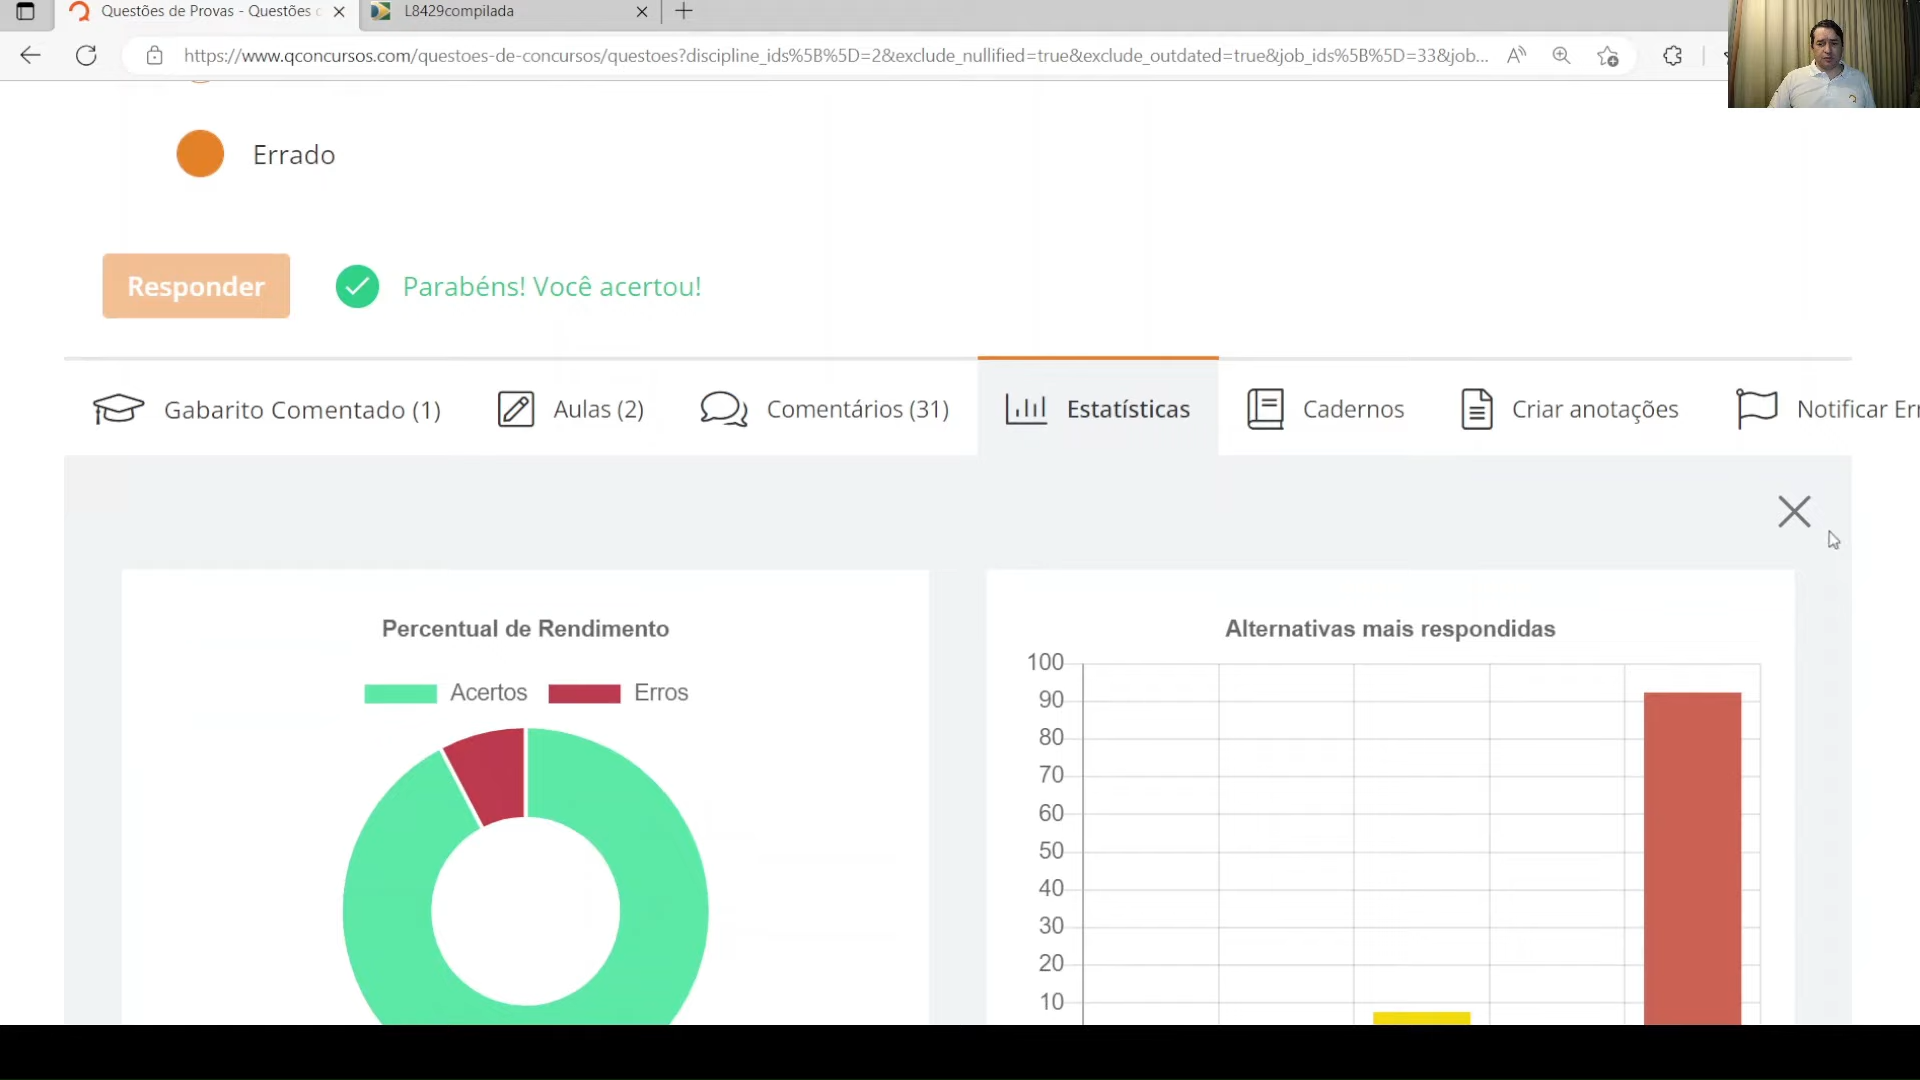 Questões de Provas - Questões
L8429compilada
https://www.qconcursos.com/questoes-de-concursos/questoes?discipline_ids%5B%5D=2&exclude_nullified=true&exclude_outdated=true&job_ids%5B%5D=33&job...
Errado
Responder
Parabéns! Você acertou!
Gabarito Comentado (1)
Aulas (2)
Comentários (31)
Estatísticas
Cadernos
Criar anotações
Notificar Err
Percentual de Rendimento
Acertos
Erros
Alternativas mais respondidas
100
90
80
70
60
50
40
30
20
10